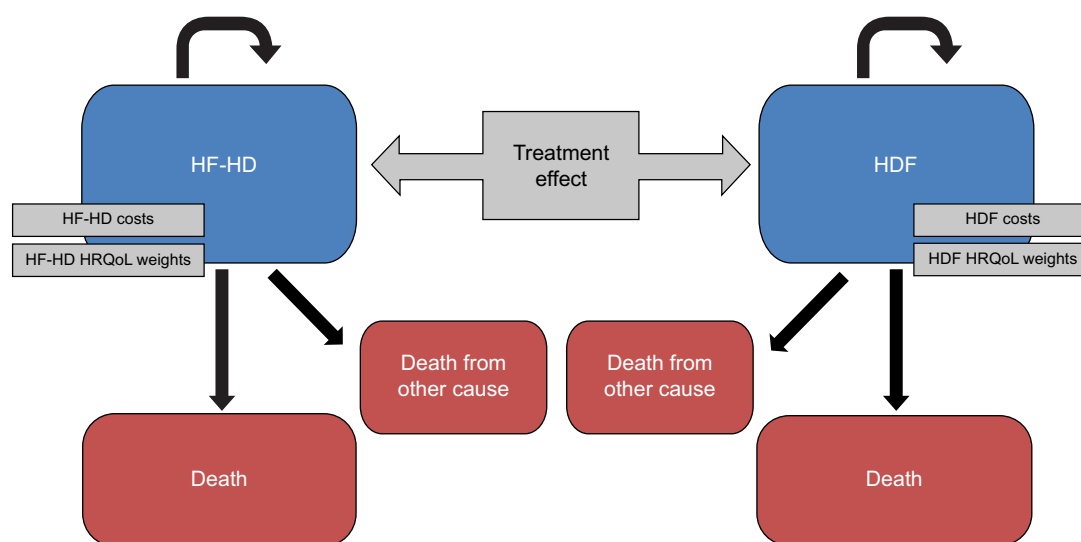 HF-HD
Treatment
effect
HDF
HF-HD costs
HF-HD HRQoL weights
HDF costs
HDF HRQoL weights
Death from
other cause
Death from
other cause
Death
Death